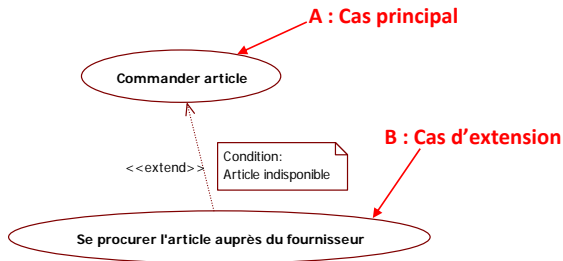 A : Cas principal
Commander article
B : Cas d'extension
<<extend>>
Condition:
Article indisponible
Se procurer l'article auprès du fournisseur